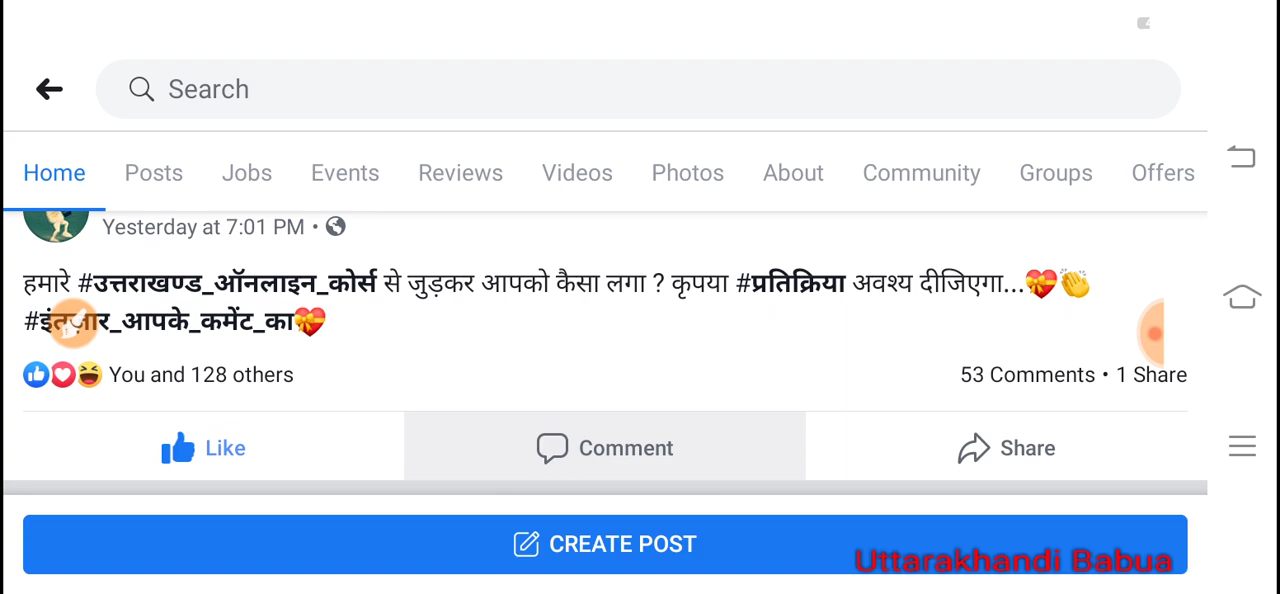 Search
Home Posts Jobs Events Reviews Videos Photos About Community Groups Offers
Yesterday at 7:01 PM •
हमारे #उत्तराखण्ड_ऑनलाइन_कोर्स से जुड़कर आपको कैसा लगा ? कृपया #प्रतिक्रिया अवश्य दीजिएगा...💝👏
#इंतज़ार_आपके_कमेंट_का💝
You and 128 others 53 Comments • 1 Share
Like Comment Share
CREATE POST
Uttarakhandi Babua